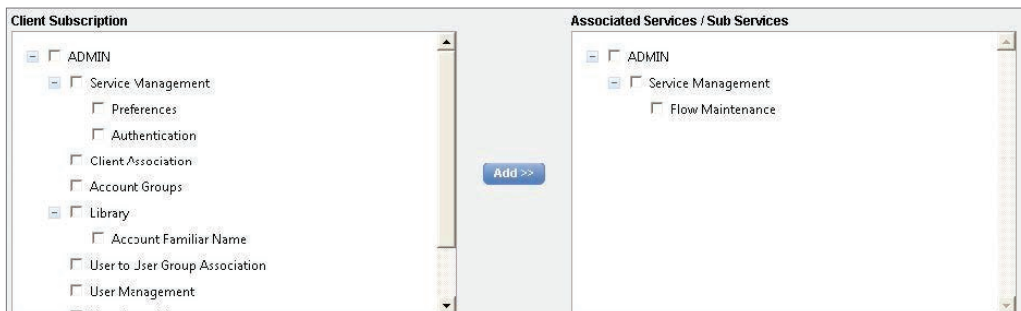 Client Subscription
ADMIN
Service Management
Preferences
Authentication
Client Association
Account Groups
Library
Account Familiar Name
User to User Group Association
User Management
Add >>
Associated Services / Sub Services
ADMIN
Service Management
Flow Maintenance